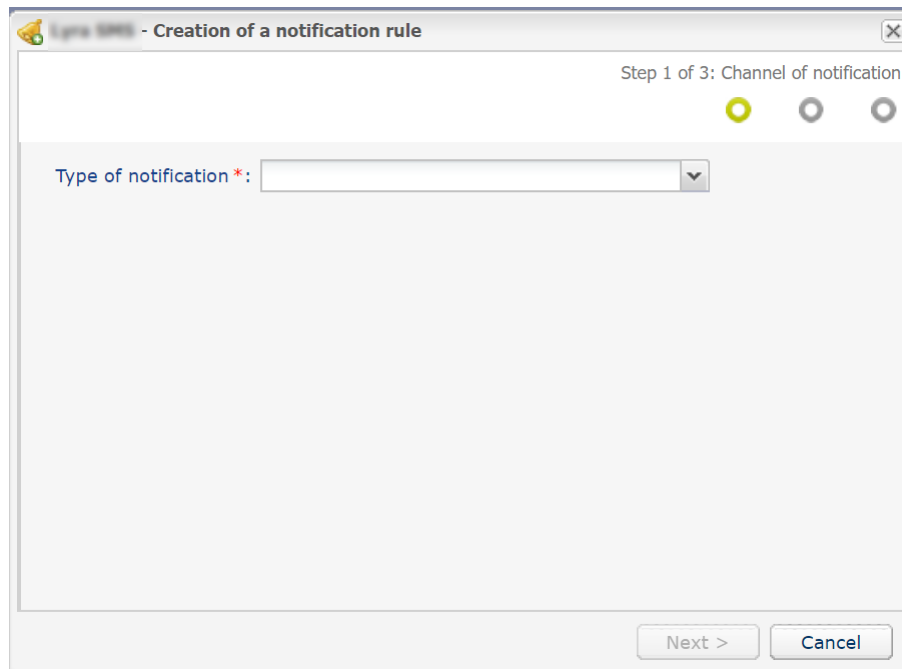 - Creation of a notification rule
Step 1 of 3: Channel of notification
Type of notification *:
Next >
Cancel